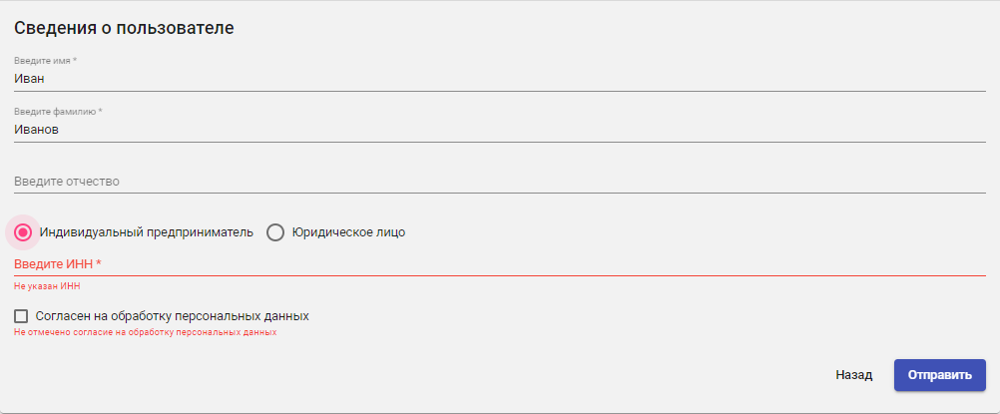 Сведения о пользователе
Введите имя *
Иван
Введите фамилию *
Иванов
Введите отчество
Индивидуальный предприниматель Юридическое лицо
Введите ИНН *
Не указан ИНН
Согласен на обработку персональных данных
Не отмечено согласие на обработку персональных данных
Назад Отправить